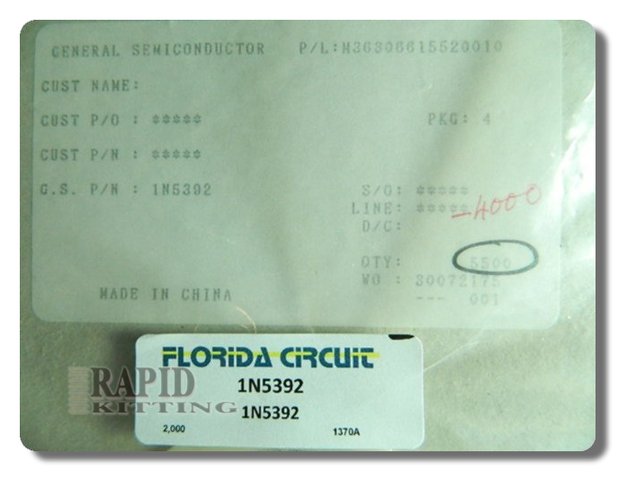 GENERAL SEMICONDUCTOR P/L:M36306615520010
CUST NAME:
CUST P/O : ***** PKG: 4
CUST P/N : *****
G.S. P/N : 1N5392 S/O: *****
LINE: ***** -4000
D/C:
QTY: 5500
WO : 30072175
MADE IN CHINA --- 001
FLORIDA CIRCUIT
1N5392
RAPID
KITTING 1N5392
2,000 1370A